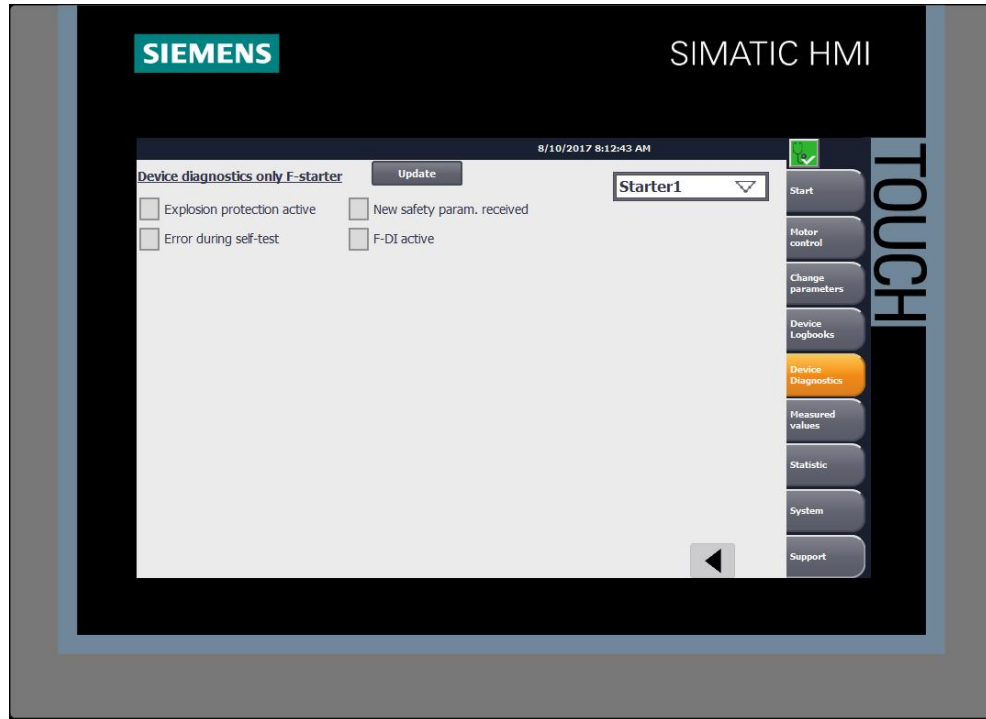 SIEMENS
SIMATIC HMI
TOUCH
8/10/2017 8:12:43 AM
Device diagnostics only F-starter
Update
Starter1
Explosion protection active
New safety param. received
Error during self-test
F-DI active
Start
Motor
control
Change
parameters
Device
Logbooks
Device
Diagnostics
Measured
values
Statistic
System
Support